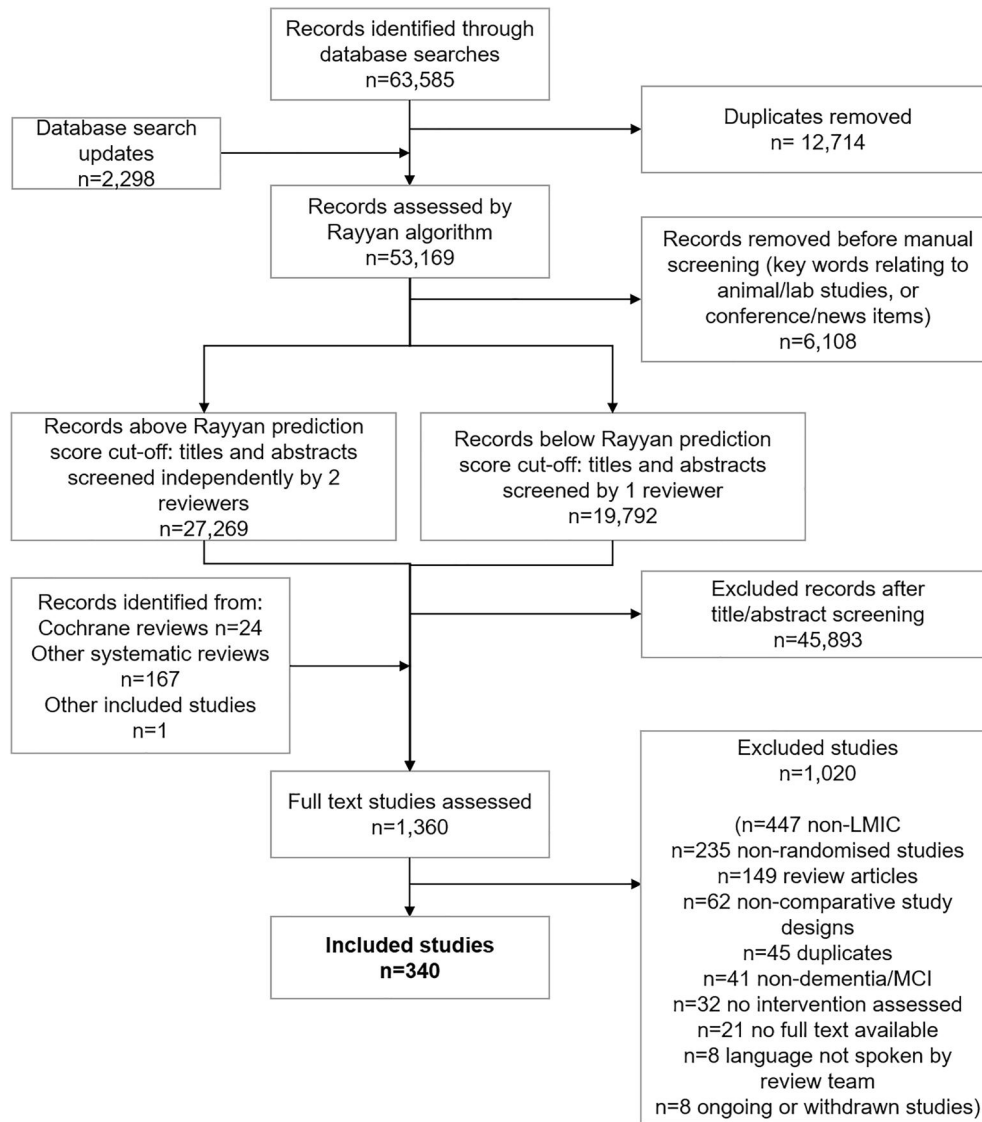 Records identified through
database searches
n=63,585
Duplicates removed
n= 12,714
Database search
updates
n=2,298
Records assessed by
Rayyan algorithm
n=53,169
Records removed before manual
screening (key words relating to
animal/lab studies, or
conference/news items)
n=6,108
Records above Rayyan prediction
score cut-off: titles and abstracts
screened independently by 2
reviewers
n=27,269
Records below Rayyan prediction
score cut-off: titles and abstracts
screened by 1 reviewer
n=19,792
Excluded records after
title/abstract screening
n=45,893
Records identified from:
Cochrane reviews n=24
Other systematic reviews
n=167
Other included studies
n=1
Full text studies assessed
n=1,360
Excluded studies
n=1,020
(n=447 non-LMIC
n=235 non-randomised studies
n=149 review articles
n=62 non-comparative study
designs
n=45 duplicates
n=41 non-dementia/MCI
n=32 no intervention assessed
n=21 no full text available
n=8 language not spoken by
review team
n=8 ongoing or withdrawn studies)
Included studies
n=340